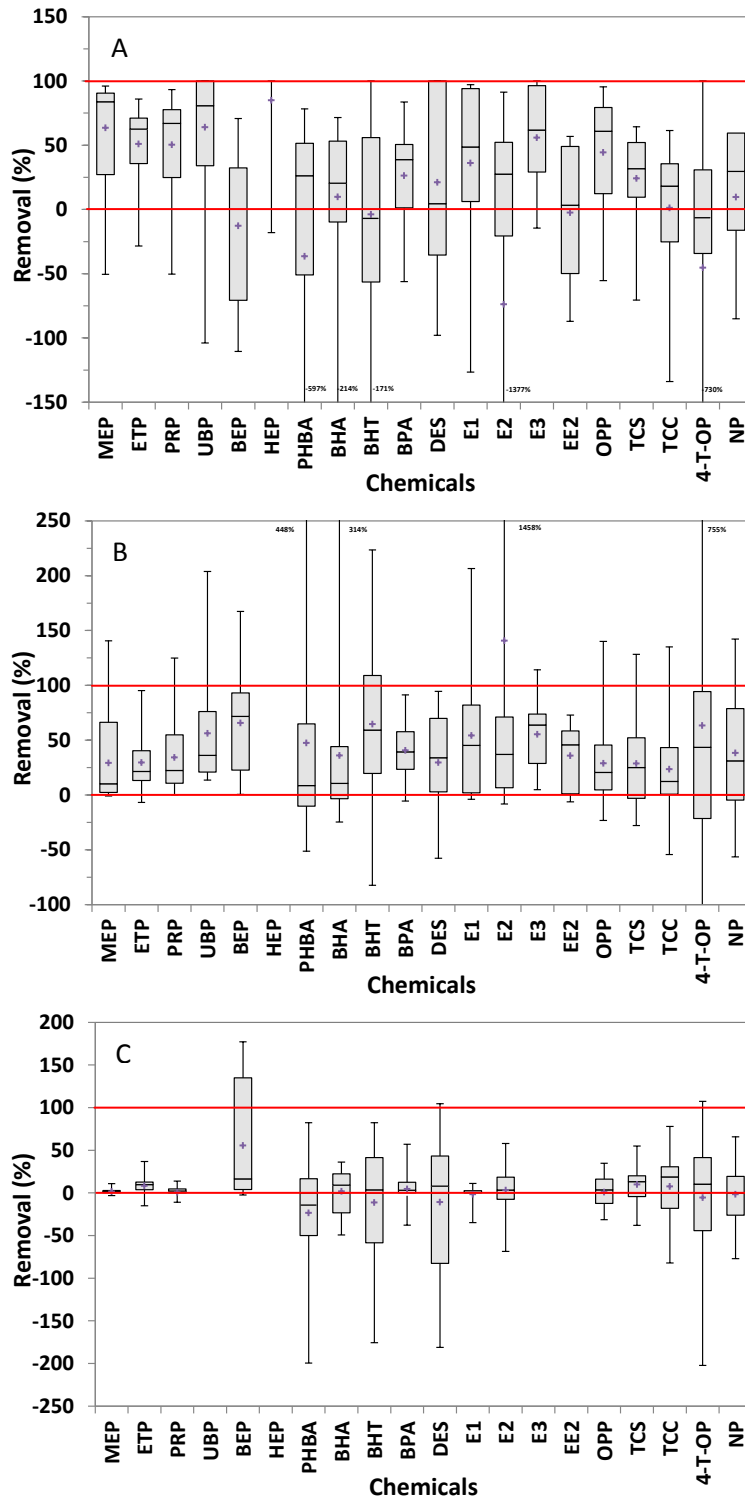 A
Removal (%)
150
100
50
0
-50
-100
-150
-597%
-214%
-171%
-1377%
-730%
MEP
ETP
PRP
UBP
BEP
HEP
PHBA
BHA
BHT
BPA
DES
E1
E2
E3
EE2
OPP
TCS
TCC
4-T-OP
NP
Chemicals
B
Removal (%)
250
200
150
100
50
0
-50
-100
448%
314%
1458%
755%
MEP
ETP
PRP
UBP
BEP
HEP
PHBA
BHA
BHT
BPA
DES
E1
E2
E3
EE2
OPP
TCS
TCC
4-T-OP
NP
Chemicals
C
Removal (%)
200
150
100
50
0
-50
-100
-150
-200
-250
MEP
ETP
PRP
UBP
BEP
HEP
PHBA
BHA
BHT
BPA
DES
E1
E2
E3
EE2
OPP
TCS
TCC
4-T-OP
NP
Chemicals